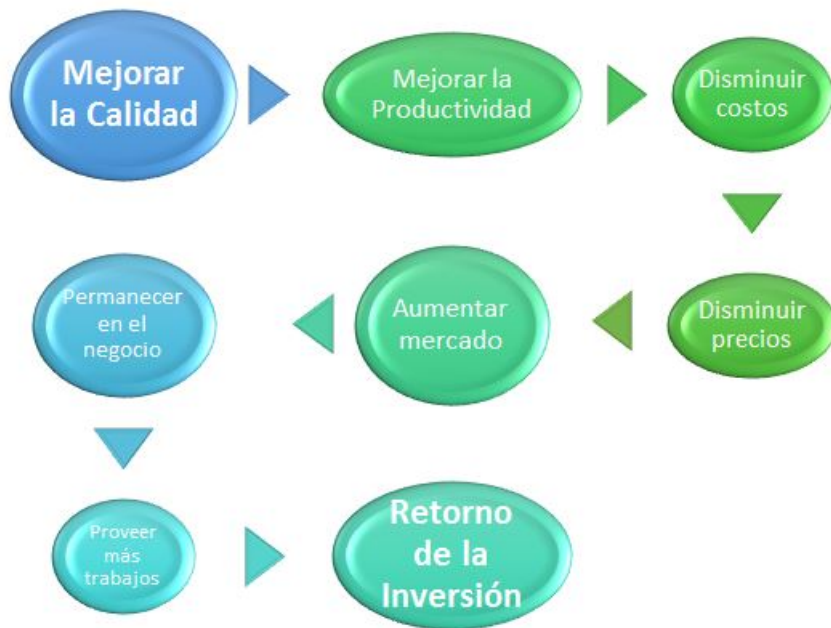 Mejorar
la Calidad
Mejorar la
Productividad
Disminuir
costos
Disminuir
precios
Aumentar
mercado
Permanecer
en el
negocio
Proveer
más
trabajos
Retorno
de la
Inversión